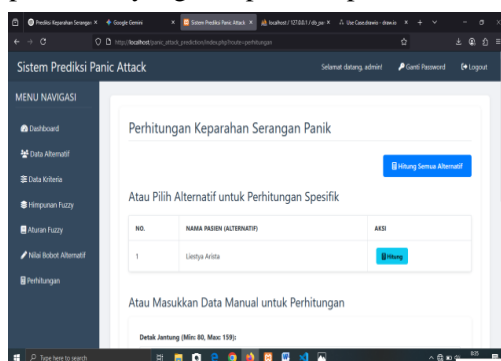 Prediksi Keparahan Serangan
Google Gemini
Sistem Prediksi Panic Attack
localhost / 127.0.0.1 / db_pa
Use Case.drawio - draw.io
http://localhost/panic_attack_prediction/index.php?route=perhitungan
Sistem Prediksi Panic Attack
Selamat datang, admin!
Ganti Password
Logout
MENU NAVIGASI
Dashboard
Data Alternatif
Data Kriteria
Himpunan Fuzzy
Aturan Fuzzy
Nilai Bobot Alternatif
Perhitungan
Perhitungan Keparahan Serangan Panik
Hitung Semua Alternatif
Atau Pilih Alternatif untuk Perhitungan Spesifik
NO. NAMA PASIEN (ALTERNATIF) AKSI
1 Liestya Arista Hitung
Atau Masukkan Data Manual untuk Perhitungan
Detak Jantung (Min: 80, Max: 159):
Type here to search